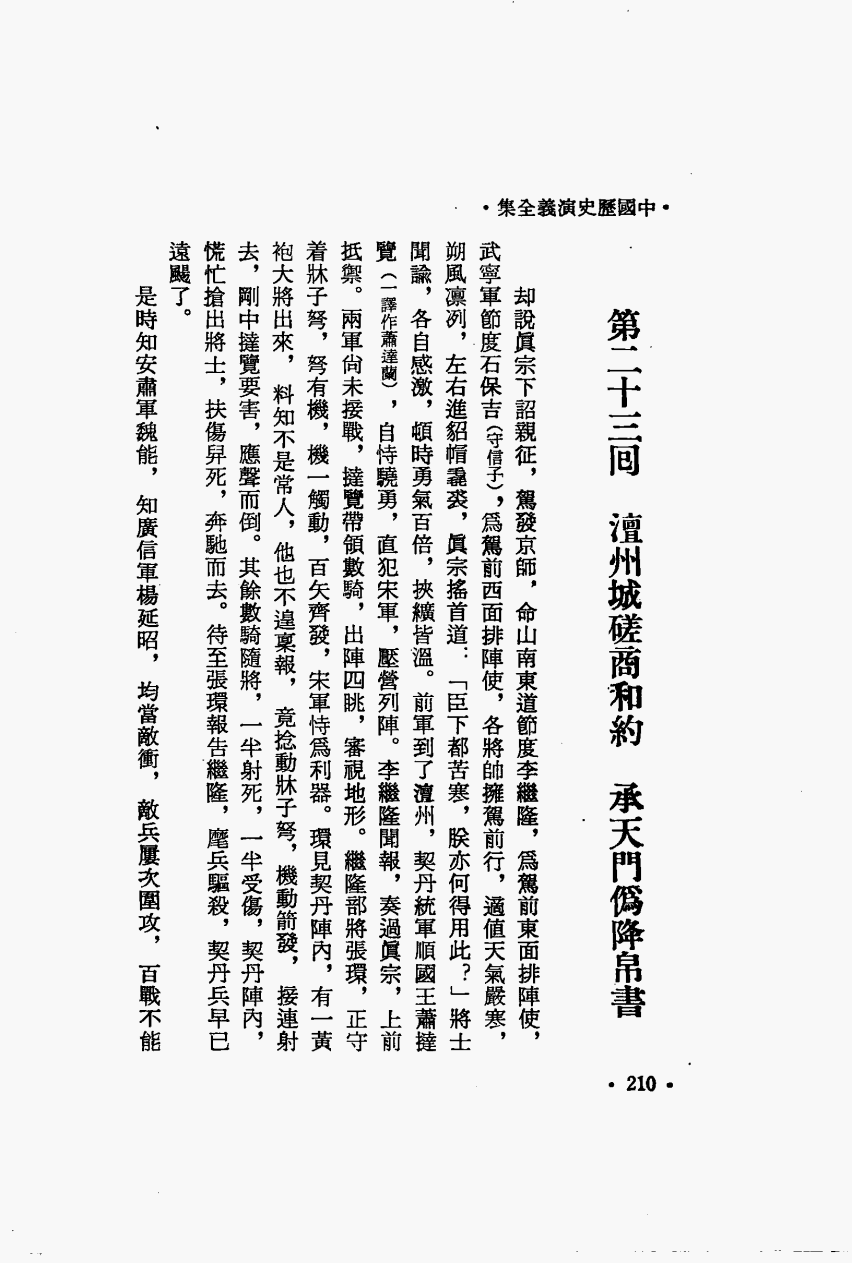 •集全義演史歷國中•
第二十三回　澶州城磋商和約　承天門僞降帛書
却說眞宗下詔親征，駕發京師，命山南東道節度李繼隆，爲駕前東面排陣使，
武寧軍節度石保吉（守信子），爲駕前西面排陣使，各將帥擁駕前行，適值天氣嚴寒，
朔風凛冽，左右進貂帽毳裘，眞宗搖首道：「臣下都苦寒，朕亦何得用此？」將士
聞諭，各自感激，頓時勇氣百倍，挾纊皆溫。前軍到了澶州，契丹統軍順國王蕭撻
覽（一譯作蕭達蘭），自恃驍勇，直犯宋軍，壓營列陣。李繼隆聞報，奏過眞宗，上前
抵禦。兩軍尙未接戰，撻覽帶領數騎，出陣四眺，審視地形。繼隆部將張環，正守
着牀子弩，弩有機，機一觸動，百矢齊發，宋軍恃爲利器。環見契丹陣內，有一黃
袍大將出來，料知不是常人，他也不遑稟報，竟捻動牀子弩，機動箭發，接連射
去，剛中撻覽要害，應聲而倒。其餘數騎隨將，一半射死，一半受傷，契丹陣內，
慌忙搶出將士，扶傷舁死，奔馳而去。待至張環報告繼隆，麾兵驅殺，契丹兵早已
遠颺了。
是時知安肅軍魏能，知廣信軍楊延昭，均當敵衝，敵兵屢次圍攻，百戰不能
•210•